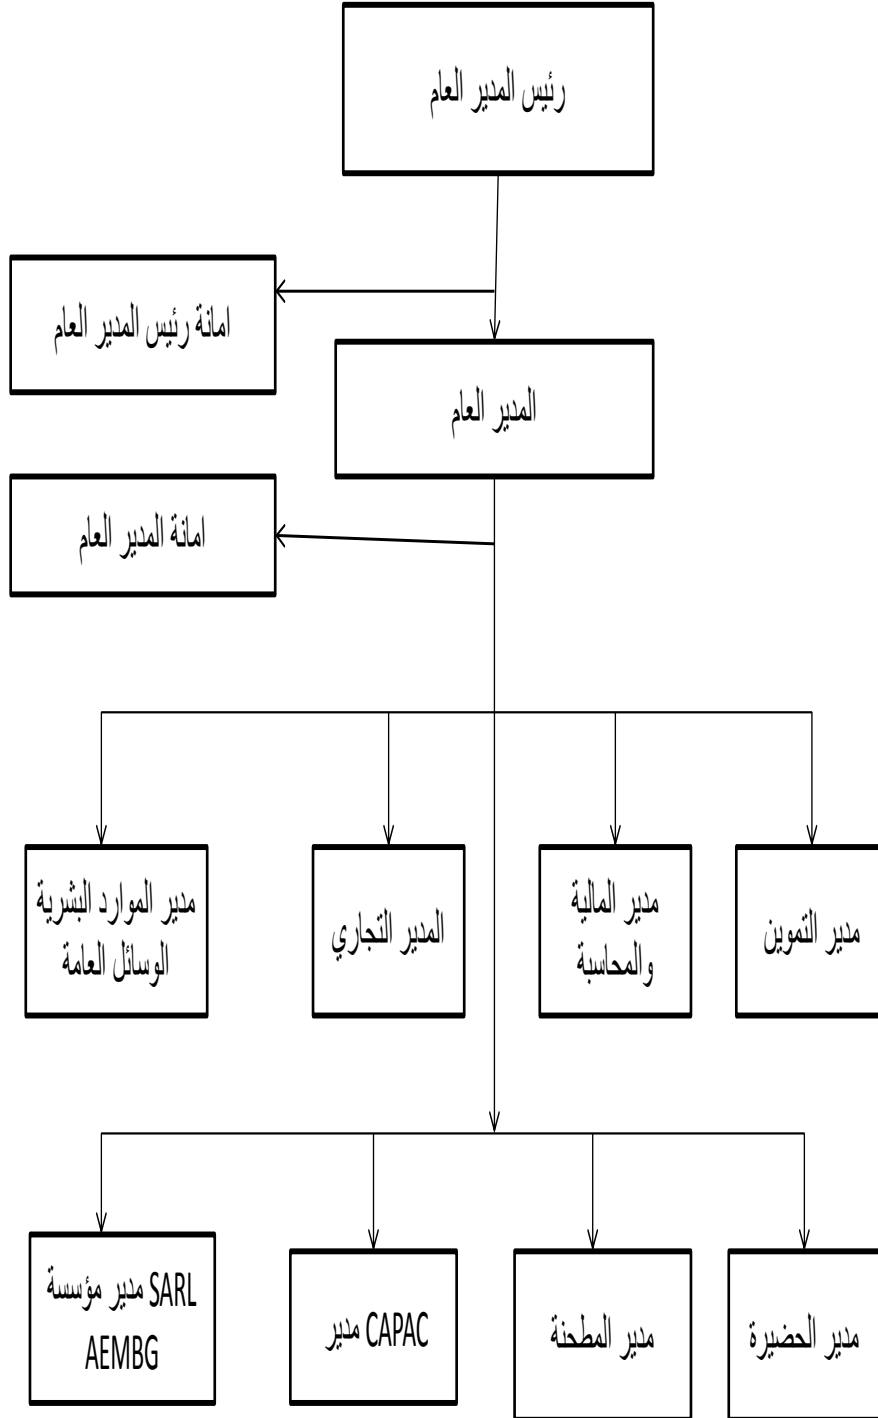 رئيس المدير العام
امانة رئيس المدير العام
المدير العام
امانة المدير العام
مدير التموين
مدير المالية
والمحاسبة
المدير التجاري
مدير الموارد البشرية
الوسائل العامة
مدير الحضيرة
مدير المطحنة
مدير CAPAC
مدير مؤسسة SARL
AEMBG